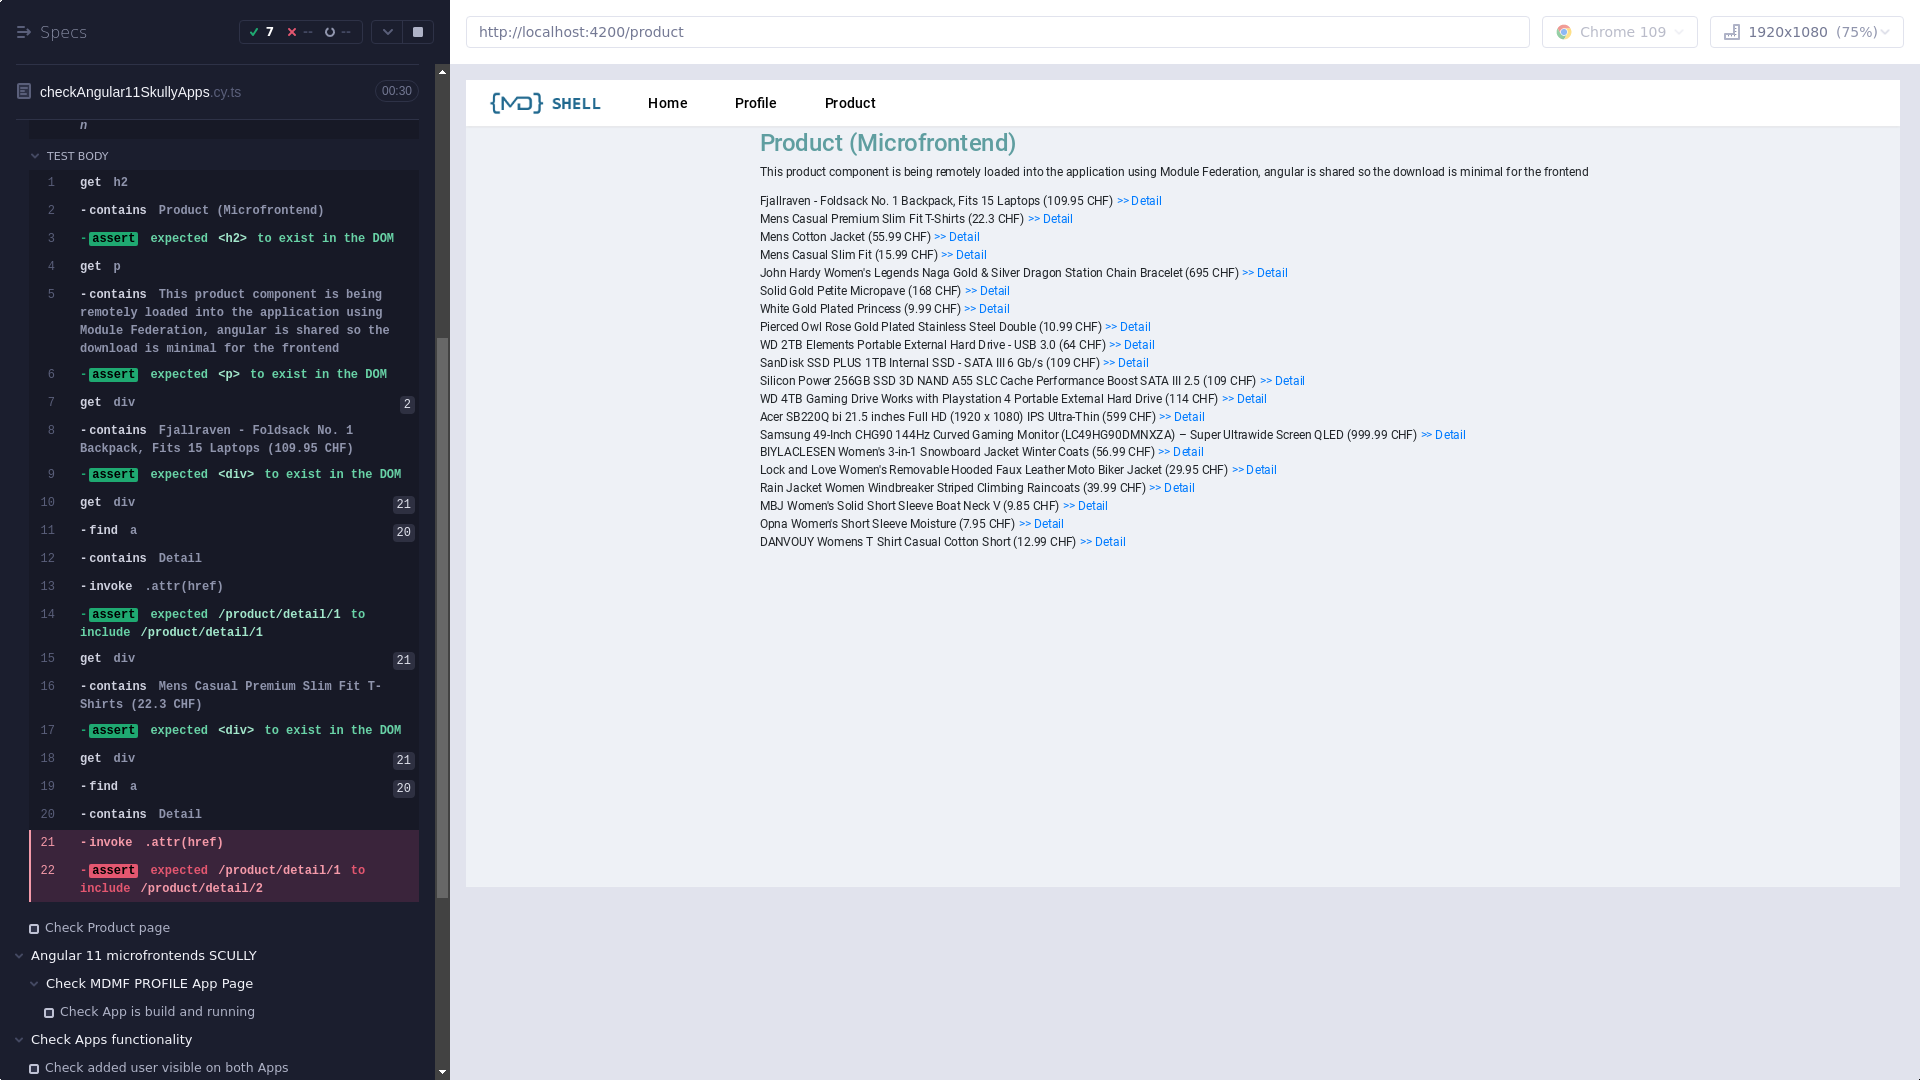 Specs
7
--
--
http://localhost:4200/product
Chrome 109
1920x1080 (75%)
checkAngular11SkullyApps.cy.ts
00:30
n
TEST BODY
1 get h2
2 -contains Product (Microfrontend)
3 -assert expected <h2> to exist in the DOM
4 get p
5 -contains This product component is being
remotely loaded into the application using
Module Federation, angular is shared so the
download is minimal for the frontend
6 -assert expected <p> to exist in the DOM
7 get div 2
8 -contains Fjallraven - Foldsack No. 1
Backpack, Fits 15 Laptops (109.95 CHF)
9 -assert expected <div> to exist in the DOM
10 get div 21
11 -find a 20
12 -contains Detail
13 -invoke .attr(href)
14 -assert expected /product/detail/1 to
include /product/detail/1
15 get div 21
16 -contains Mens Casual Premium Slim Fit T-
Shirts (22.3 CHF)
17 -assert expected <div> to exist in the DOM
18 get div 21
19 -find a 20
20 -contains Detail
21 -invoke .attr(href)
22 -assert expected /product/detail/1 to
include /product/detail/2
Check Product page
Angular 11 microfrontends SCULLY
Check MDMF PROFILE App Page
Check App is build and running
Check Apps functionality
Check added user visible on both Apps
{MD} SHELL Home Profile Product
Product (Microfrontend)
This product component is being remotely loaded into the application using Module Federation, angular is shared so the download is minimal for the frontend
Fjallraven - Foldsack No. 1 Backpack, Fits 15 Laptops (109.95 CHF) >> Detail
Mens Casual Premium Slim Fit T-Shirts (22.3 CHF) >> Detail
Mens Cotton Jacket (55.99 CHF) >> Detail
Mens Casual Slim Fit (15.99 CHF) >> Detail
John Hardy Women's Legends Naga Gold & Silver Dragon Station Chain Bracelet (695 CHF) >> Detail
Solid Gold Petite Micropave (168 CHF) >> Detail
White Gold Plated Princess (9.99 CHF) >> Detail
Pierced Owl Rose Gold Plated Stainless Steel Double (10.99 CHF) >> Detail
WD 2TB Elements Portable External Hard Drive - USB 3.0 (64 CHF) >> Detail
SanDisk SSD PLUS 1TB Internal SSD - SATA III 6 Gb/s (109 CHF) >> Detail
Silicon Power 256GB SSD 3D NAND A55 SLC Cache Performance Boost SATA III 2.5 (109 CHF) >> Detail
WD 4TB Gaming Drive Works with Playstation 4 Portable External Hard Drive (114 CHF) >> Detail
Acer SB220Q bi 21.5 inches Full HD (1920 x 1080) IPS Ultra-Thin (599 CHF) >> Detail
Samsung 49-Inch CHG90 144Hz Curved Gaming Monitor (LC49HG90DMNXZA) – Super Ultrawide Screen QLED (999.99 CHF) >> Detail
BIYLACLESEN Women's 3-in-1 Snowboard Jacket Winter Coats (56.99 CHF) >> Detail
Lock and Love Women's Removable Hooded Faux Leather Moto Biker Jacket (29.95 CHF) >> Detail
Rain Jacket Women Windbreaker Striped Climbing Raincoats (39.99 CHF) >> Detail
MBJ Women's Solid Short Sleeve Boat Neck V (9.85 CHF) >> Detail
Opna Women's Short Sleeve Moisture (7.95 CHF) >> Detail
DANVOUY Womens T Shirt Casual Cotton Short (12.99 CHF) >> Detail